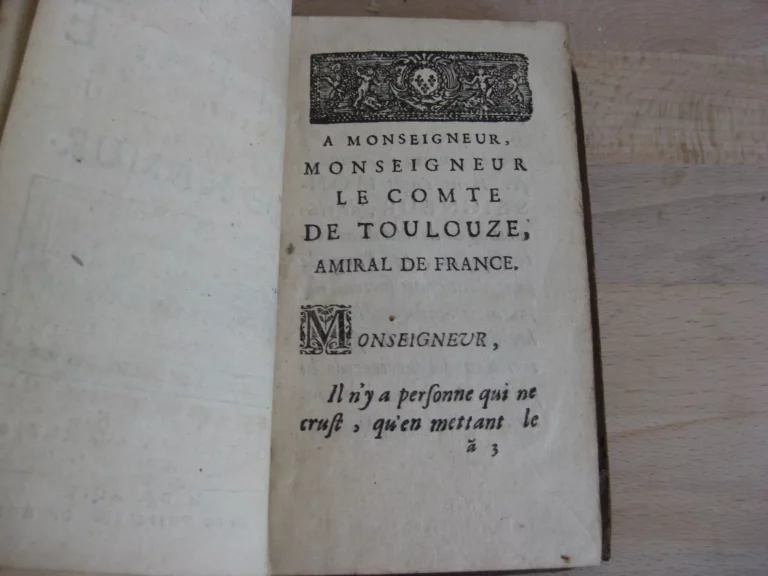 A MONSEIGNEUR,
MONSEIGNEUR
LE COMTE
DE TOULOUZE,
AMIRAL DE FRANCE.
MONSEIGNEUR,
Il n'y a perſonne qui ne
cruſt, qu'en mettant le
ã 3